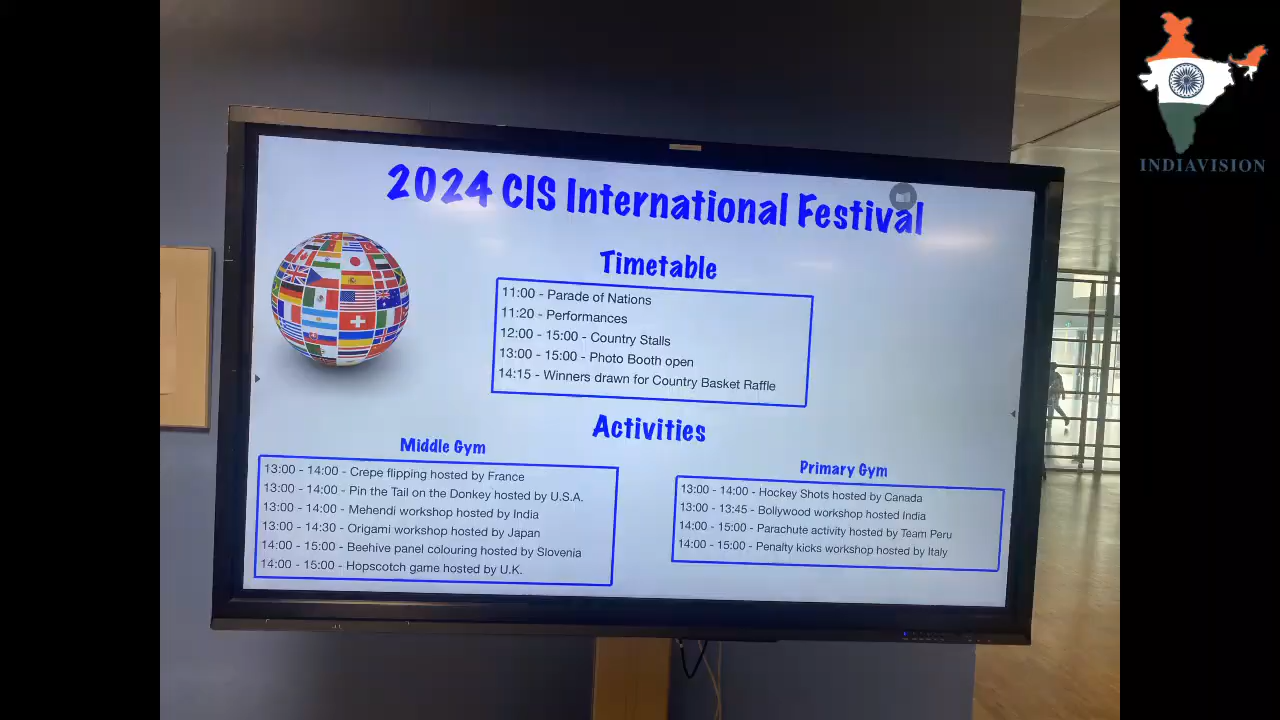 2024 CIS International Festival
Timetable
11:00 - Parade of Nations
11:20 - Performances
12:00 - 15:00 - Country Stalls
13:00 - 15:00 - Photo Booth open
14:15 - Winners drawn for Country Basket Raffle
Activities
Middle Gym
13:00 - 14:00 - Crepe flipping hosted by France
13:00 - 14:00 - Pin the Tail on the Donkey hosted by U.S.A.
13:00 - 14:00 - Mehendi workshop hosted by India
13:00 - 14:30 - Origami workshop hosted by Japan
14:00 - 15:00 - Beehive panel colouring hosted by Slovenia
14:00 - 15:00 - Hopscotch game hosted by U.K.
Primary Gym
13:00 - 14:00 - Hockey Shots hosted by Canada
13:00 - 13:45 - Bollywood workshop hosted India
14:00 - 15:00 - Parachute activity hosted by Team Peru
14:00 - 15:00 - Penalty kicks workshop hosted by Italy
INDIAVISION